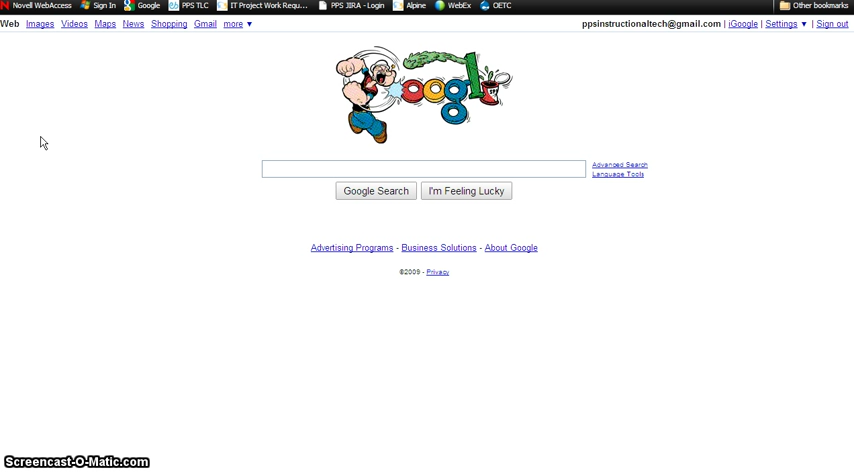 Novell WebAccess Sign In Google PPS TLC IT Project Work Requ... PPS JIRA - Login Alpine WebEx OETC Other bookmarks
Web Images Videos Maps News Shopping Gmail more ▼ ppsinstructionaltech@gmail.com | iGoogle | Settings ▼ | Sign out
oogl
SP
Advanced Search
Language Tools
Google Search I'm Feeling Lucky
Advertising Programs - Business Solutions - About Google
©2009 - Privacy
Screencast-O-Matic.com